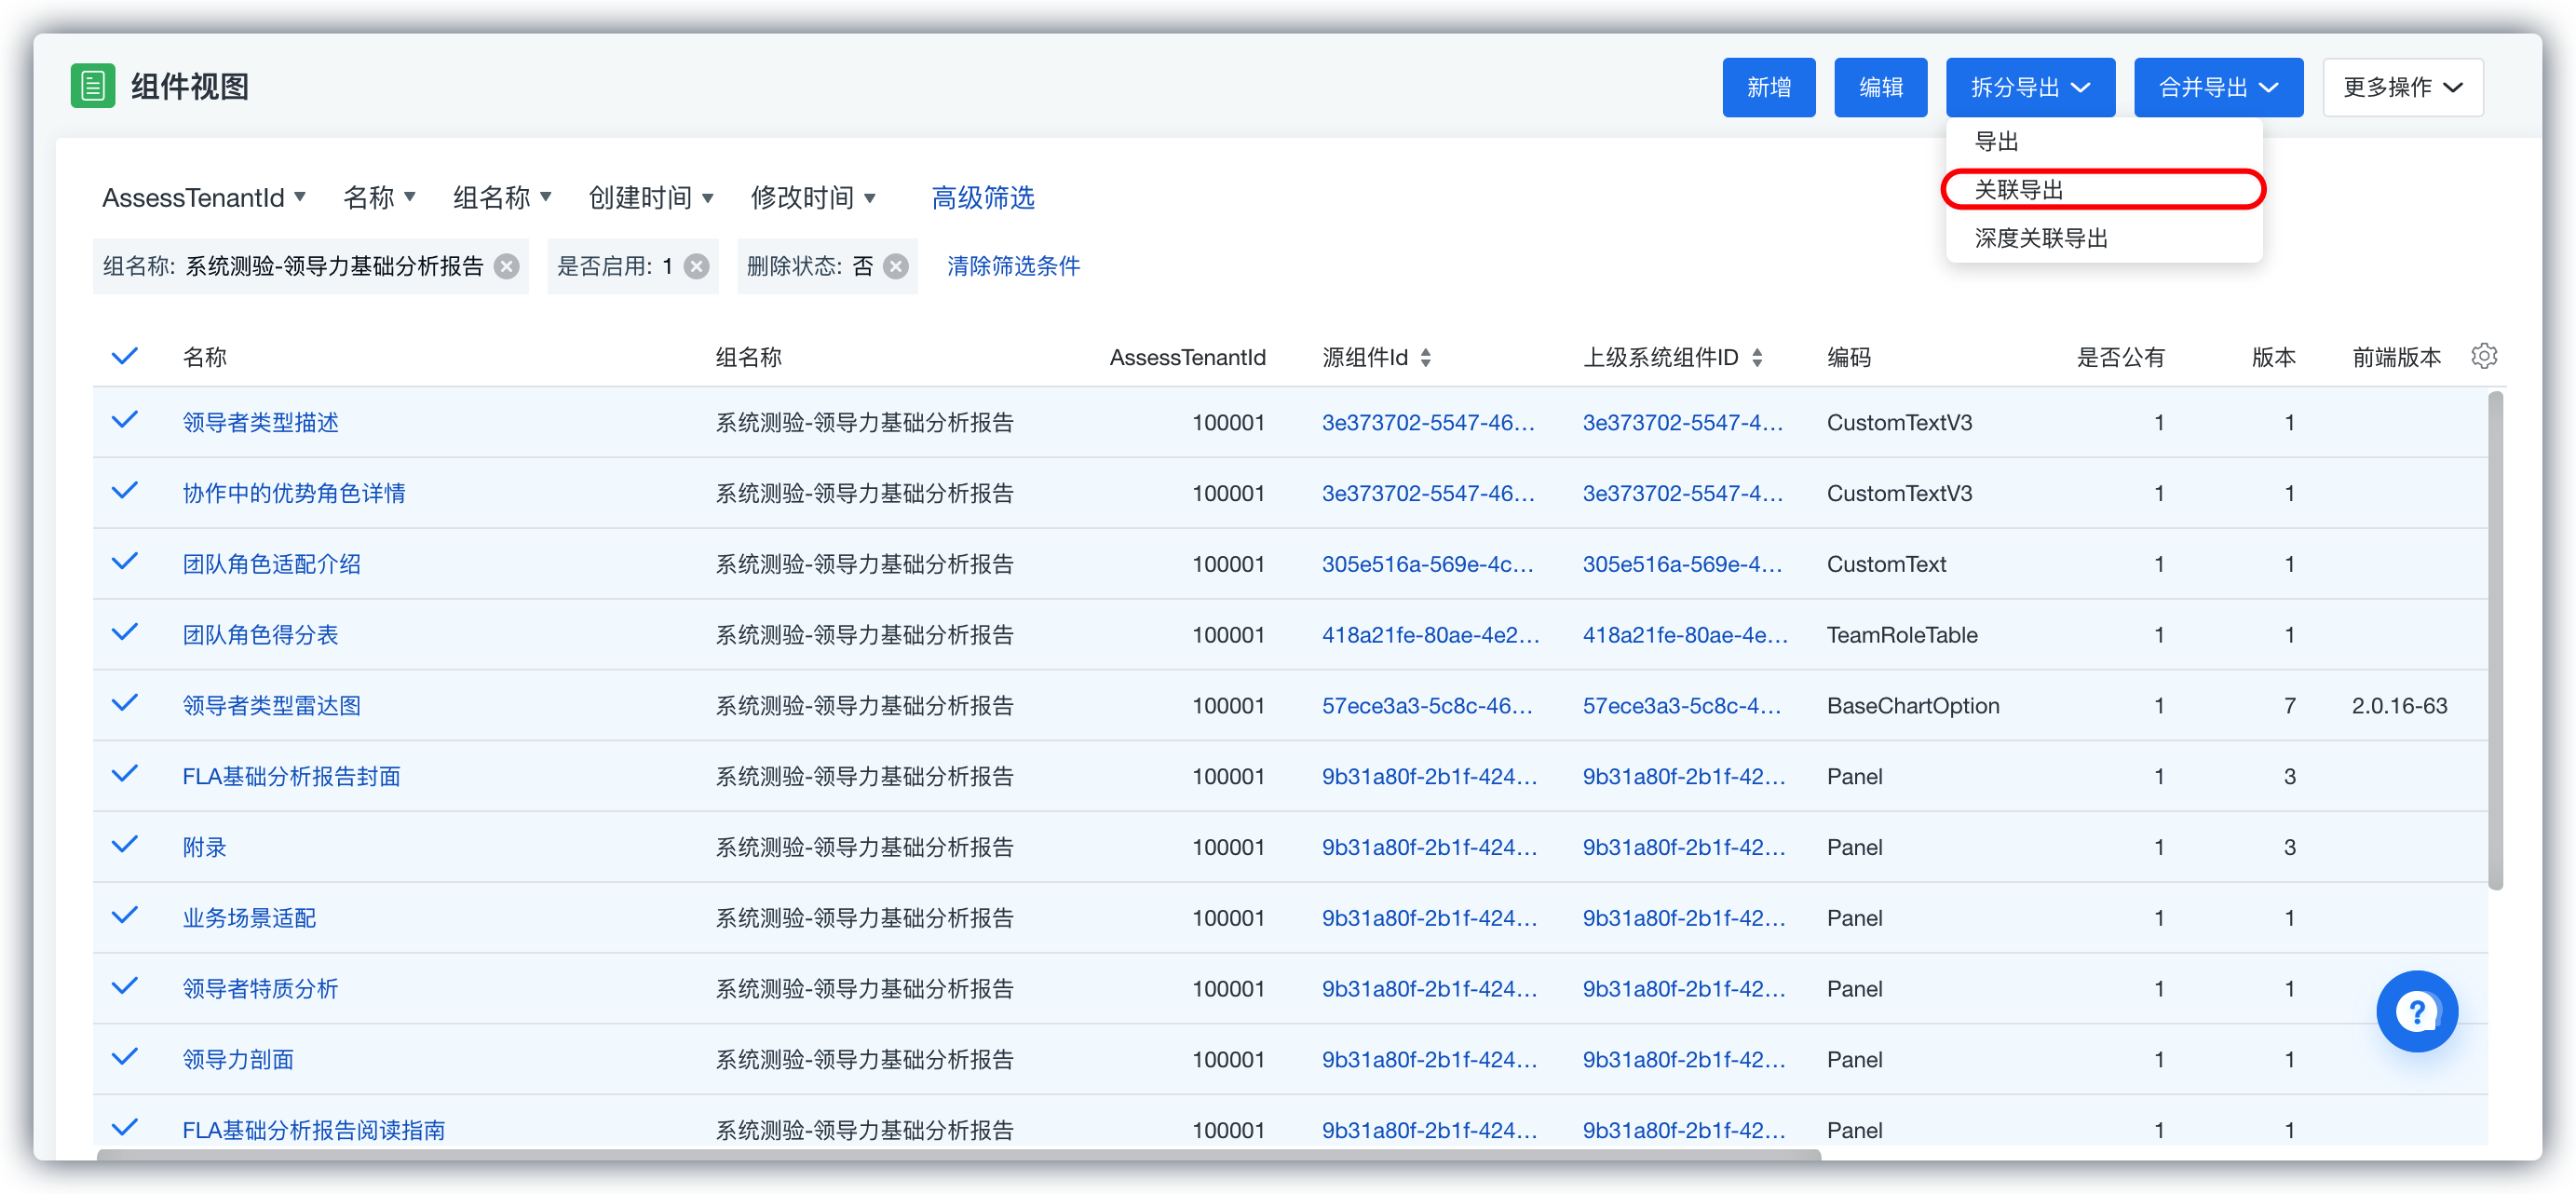 组件视图
新增 编辑 拆分导出 合并导出 更多操作
导出
关联导出
深度关联导出
AssessTenantId 名称 组名称 创建时间 修改时间 高级筛选
组名称: 系统测验-领导力基础分析报告 是否启用: 1 删除状态: 否 清除筛选条件
名称 组名称 AssessTenantId 源组件Id 上级系统组件ID 编码 是否公有 版本 前端版本
领导者类型描述 系统测验-领导力基础分析报告 100001 3e373702-5547-46... 3e373702-5547-4... CustomTextV3 1 1
协作中的优势角色详情 系统测验-领导力基础分析报告 100001 3e373702-5547-46... 3e373702-5547-4... CustomTextV3 1 1
团队角色适配介绍 系统测验-领导力基础分析报告 100001 305e516a-569e-4c... 305e516a-569e-4... CustomText 1 1
团队角色得分表 系统测验-领导力基础分析报告 100001 418a21fe-80ae-4e2... 418a21fe-80ae-4e... TeamRoleTable 1 1
领导者类型雷达图 系统测验-领导力基础分析报告 100001 57ece3a3-5c8c-46... 57ece3a3-5c8c-4... BaseChartOption 1 7 2.0.16-63
FLA基础分析报告封面 系统测验-领导力基础分析报告 100001 9b31a80f-2b1f-424... 9b31a80f-2b1f-42... Panel 1 3
附录 系统测验-领导力基础分析报告 100001 9b31a80f-2b1f-424... 9b31a80f-2b1f-42... Panel 1 3
业务场景适配 系统测验-领导力基础分析报告 100001 9b31a80f-2b1f-424... 9b31a80f-2b1f-42... Panel 1 1
领导者特质分析 系统测验-领导力基础分析报告 100001 9b31a80f-2b1f-424... 9b31a80f-2b1f-42... Panel 1 1
领导力剖面 系统测验-领导力基础分析报告 100001 9b31a80f-2b1f-424... 9b31a80f-2b1f-42... Panel 1 1
FLA基础分析报告阅读指南 系统测验-领导力基础分析报告 100001 9b31a80f-2b1f-424... 9b31a80f-2b1f-42... Panel 1 1